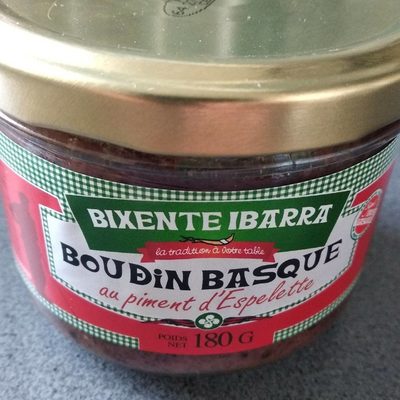 BIXENTE IBARRA
la tradition à votre table
BOUDIN BASQUE
au piment d'Espelette
POIDS
NET 180 G